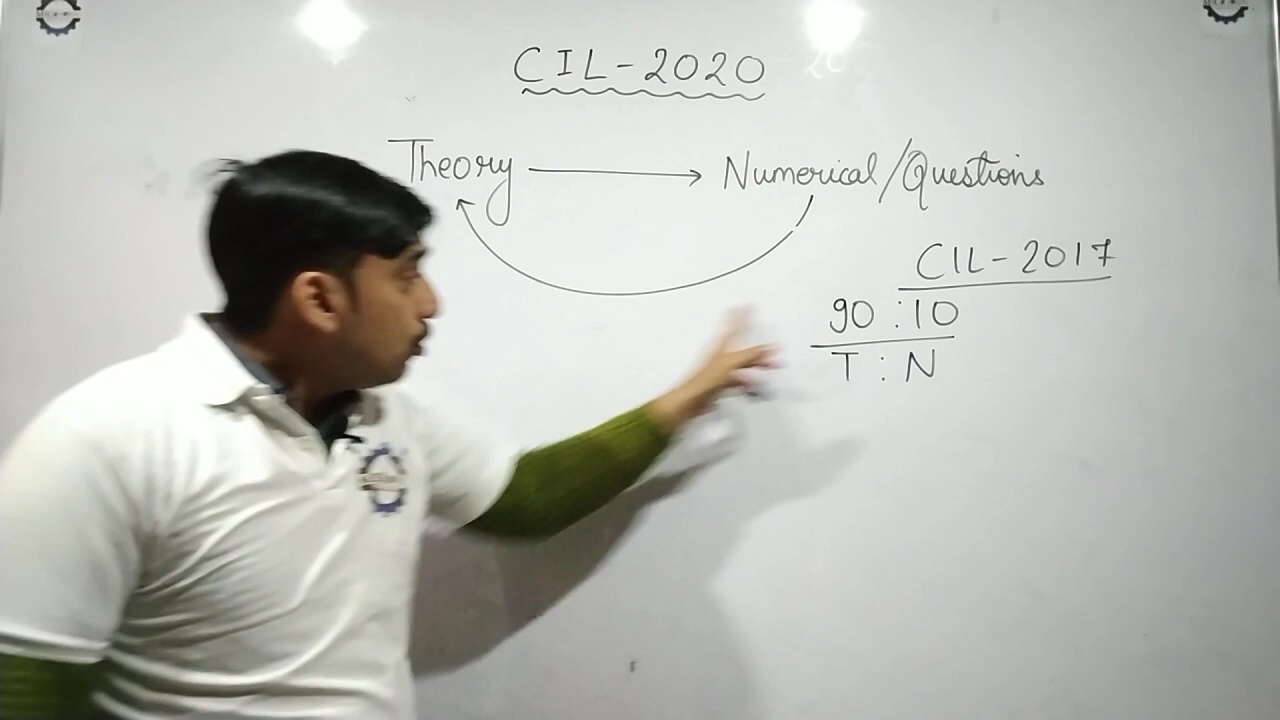 CIL-2020
Theory → Numerical/Questions
CIL-2017
90 : 10
T : N